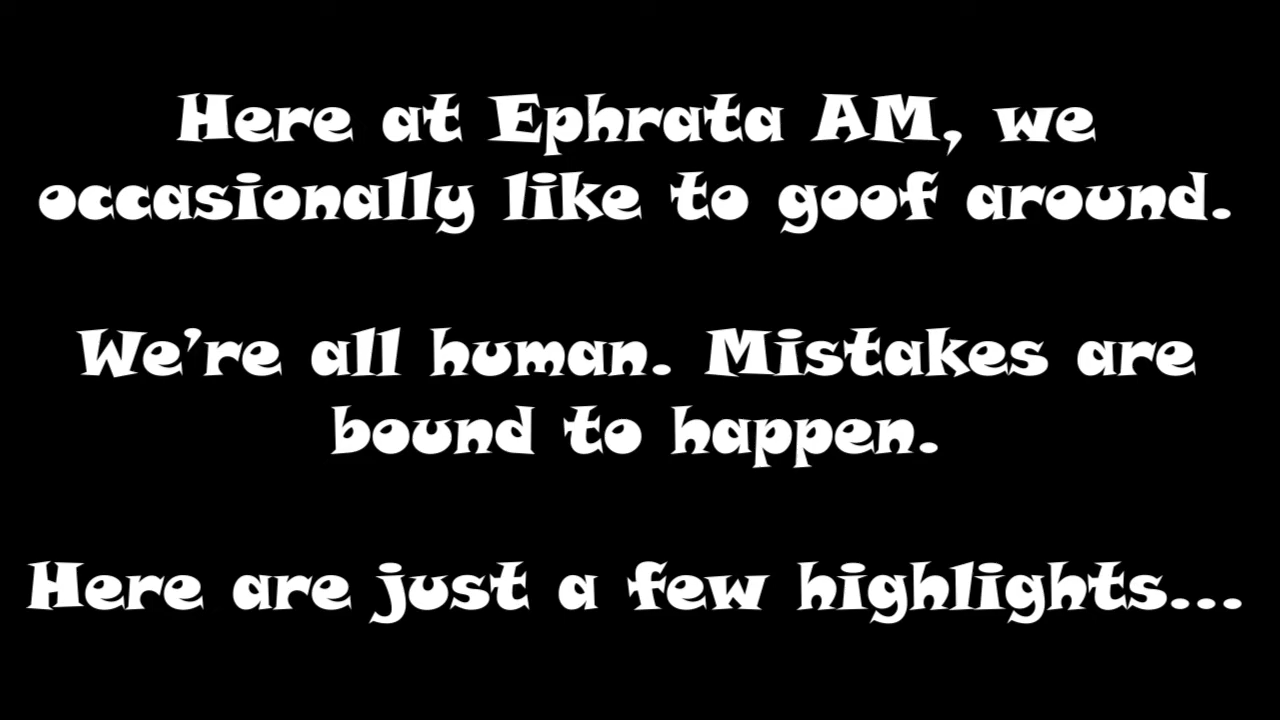 Here at Ephrata AM, we
occasionally like to goof around.
We’re all human. Mistakes are
bound to happen.
Here are just a few highlights...